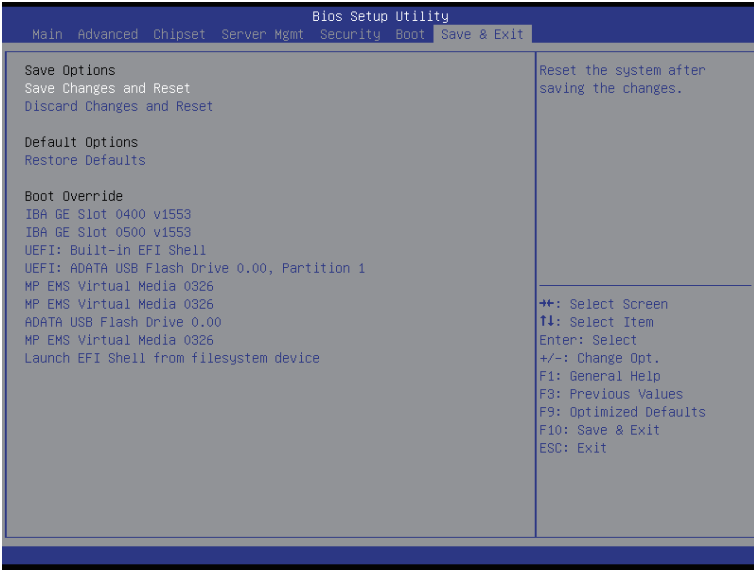 Bios Setup Utility
Main Advanced Chipset Server Mgmt Security Boot Save & Exit
Save Options
Save Changes and Reset
Discard Changes and Reset
Default Options
Restore Defaults
Boot Override
IBA GE Slot 0400 v1553
IBA GE Slot 0500 v1553
UEFI: Built-in EFI Shell
UEFI: ADATA USB Flash Drive 0.00, Partition 1
MP EMS Virtual Media 0326
MP EMS Virtual Media 0326
ADATA USB Flash Drive 0.00
MP EMS Virtual Media 0326
Launch EFI Shell from filesystem device
Reset the system after
saving the changes.
→←: Select Screen
↑↓: Select Item
Enter: Select
+/-: Change Opt.
F1: General Help
F3: Previous Values
F9: Optimized Defaults
F10: Save & Exit
ESC: Exit